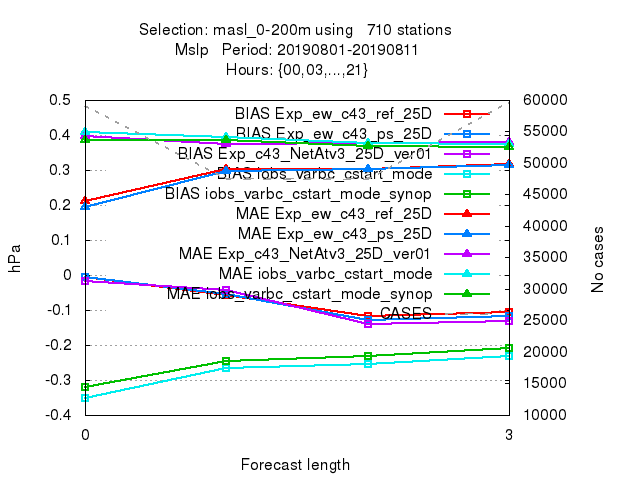 Selection: masl_0-200m using   710 stations
Mslp   Period: 20190801-20190811
Hours: {00,03,...,21}
0.5
0.4
0.3
0.2
0.1
0
-0.1
-0.2
-0.3
-0.4
hPa
BIAS Exp_ew_c43_ref_25D
BIAS Exp_ew_c43_ps_25D
BIAS Exp_c43_NetAtv3_25D_ver01
BIAS iobs_varbc_cstart_mode
BIAS iobs_varbc_cstart_mode_synop
MAE Exp_ew_c43_ref_25D
MAE Exp_ew_c43_ps_25D
MAE Exp_c43_NetAtv3_25D_ver01
MAE iobs_varbc_cstart_mode
MAE iobs_varbc_cstart_mode_synop
CASES
60000
55000
50000
45000
40000
35000
30000
25000
20000
15000
10000
No cases
0
3
Forecast length